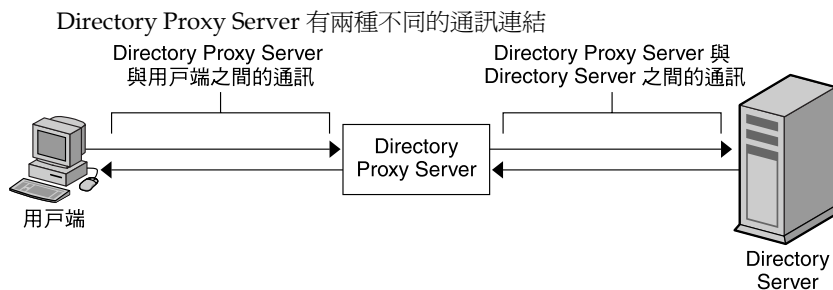 Directory Proxy Server 有兩種不同的通訊連結
Directory Proxy Server
與用戶端之間的通訊
Directory Proxy Server 與
Directory Server 之間的通訊
Directory
Proxy Server
用戶端
Directory
Server